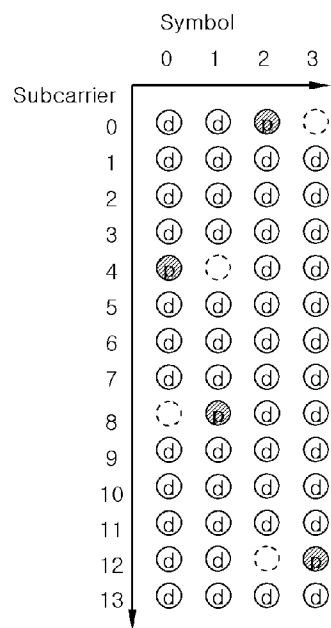 Symbol
0 1 2 3
Subcarrier
0 d d p
1 d d d d
2 d d d d
3 d d d d
4 p d d
5 d d d d
6 d d d d
7 d d d d
8 p d d
9 d d d d
10 d d d d
11 d d d d
12 d d p
13 d d d d